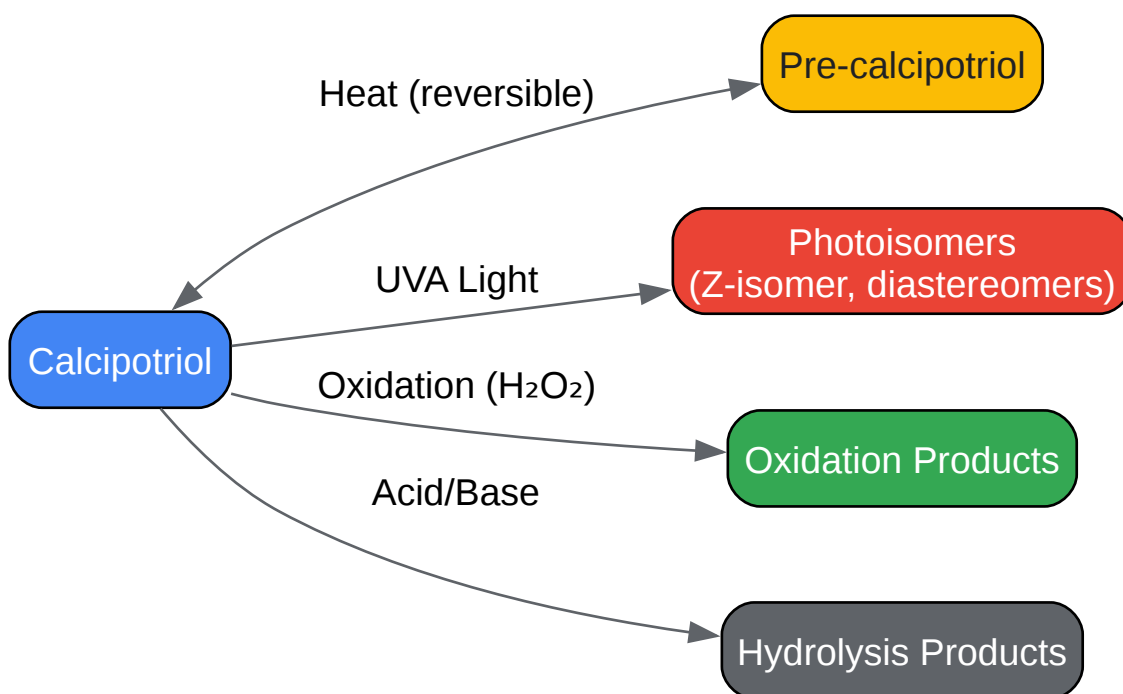 Pre-calcipotriol
Heat (reversible)
Photoisomers
(Z-isomer, diastereomers)
UVA Light
Calcipotriol
Oxidation (H₂O₂)
Oxidation Products
Acid/Base
Hydrolysis Products